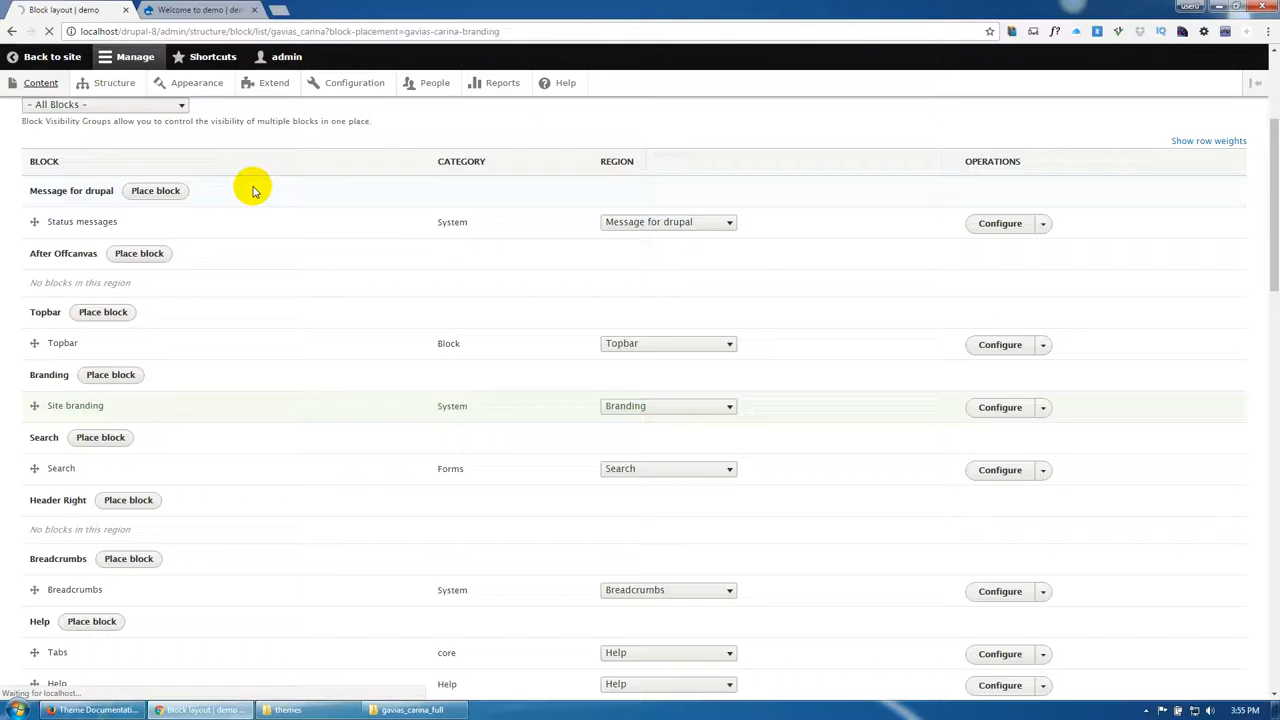 Block layout | demo
Welcome to demo | dem
user0
localhost/drupal-8/admin/structure/block/list/gavias_carina?block-placement=gavias-carina-branding
Back to site
Manage
Shortcuts
admin
Content
Structure
Appearance
Extend
Configuration
People
Reports
Help
- All Blocks -
Block Visibility Groups allow you to control the visibility of multiple blocks in one place.
Show row weights
BLOCK CATEGORY REGION OPERATIONS
Message for drupal Place block
Status messages System Message for drupal Configure
After Offcanvas Place block
No blocks in this region
Topbar Place block
Topbar Block Topbar Configure
Branding Place block
Site branding System Branding Configure
Search Place block
Search Forms Search Configure
Header Right Place block
No blocks in this region
Breadcrumbs Place block
Breadcrumbs System Breadcrumbs Configure
Help Place block
Tabs core Help Configure
Help Help Help Configure
Waiting for localhost...
Theme Documentati...
Block layout | demo ...
themes
gavias_carina_full
3:55 PM